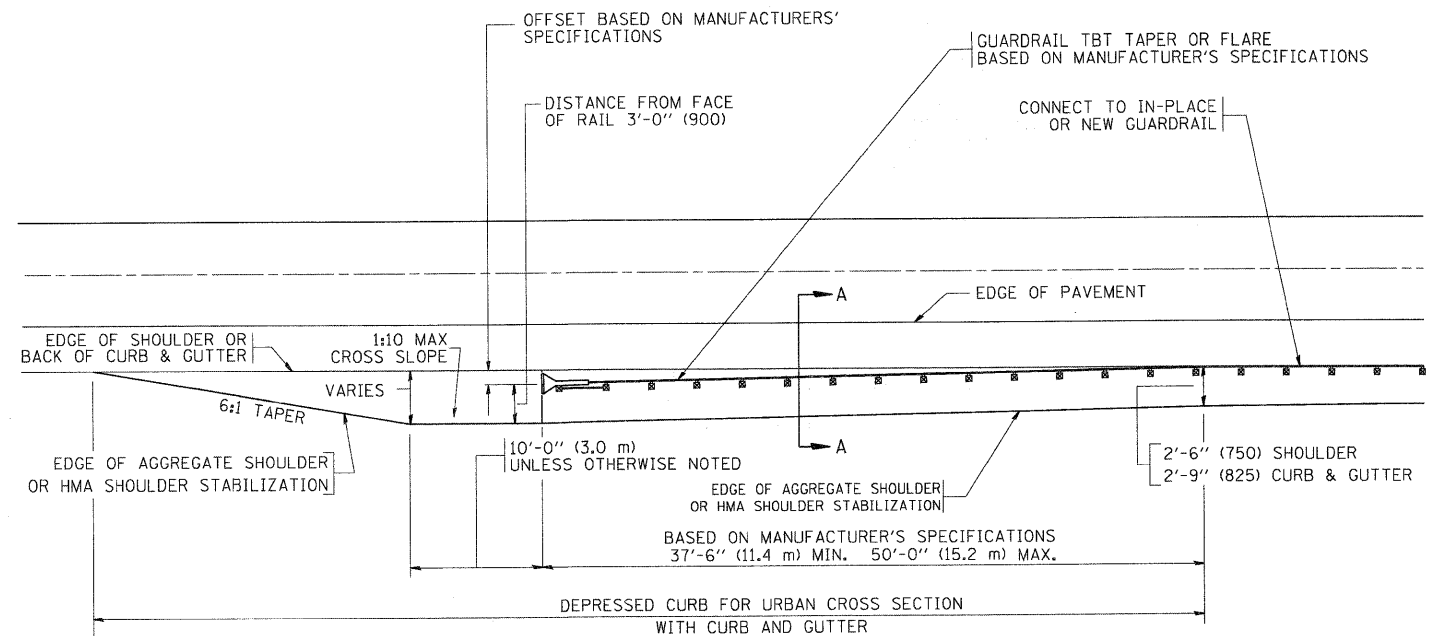 OFFSET BASED ON MANUFACTURERS'
SPECIFICATIONS
GUARDRAIL TBT TAPER OR FLARE
BASED ON MANUFACTURER'S SPECIFICATIONS
DISTANCE FROM FACE
OF RAIL 3'-0" (900)
CONNECT TO IN-PLACE
OR NEW GUARDRAIL
A
EDGE OF PAVEMENT
EDGE OF SHOULDER OR
BACK OF CURB & GUTTER
1:10 MAX
CROSS SLOPE
VARIES
6:1 TAPER
A
10'-0" (3.0 m)
UNLESS OTHERWISE NOTED
2'-6" (750) SHOULDER
2'-9" (825) CURB & GUTTER
EDGE OF AGGREGATE SHOULDER
OR HMA SHOULDER STABILIZATION
EDGE OF AGGREGATE SHOULDER
OR HMA SHOULDER STABILIZATION
BASED ON MANUFACTURER'S SPECIFICATIONS
37'-6" (11.4 m) MIN. 50'-0" (15.2 m) MAX.
DEPRESSED CURB FOR URBAN CROSS SECTION
WITH CURB AND GUTTER